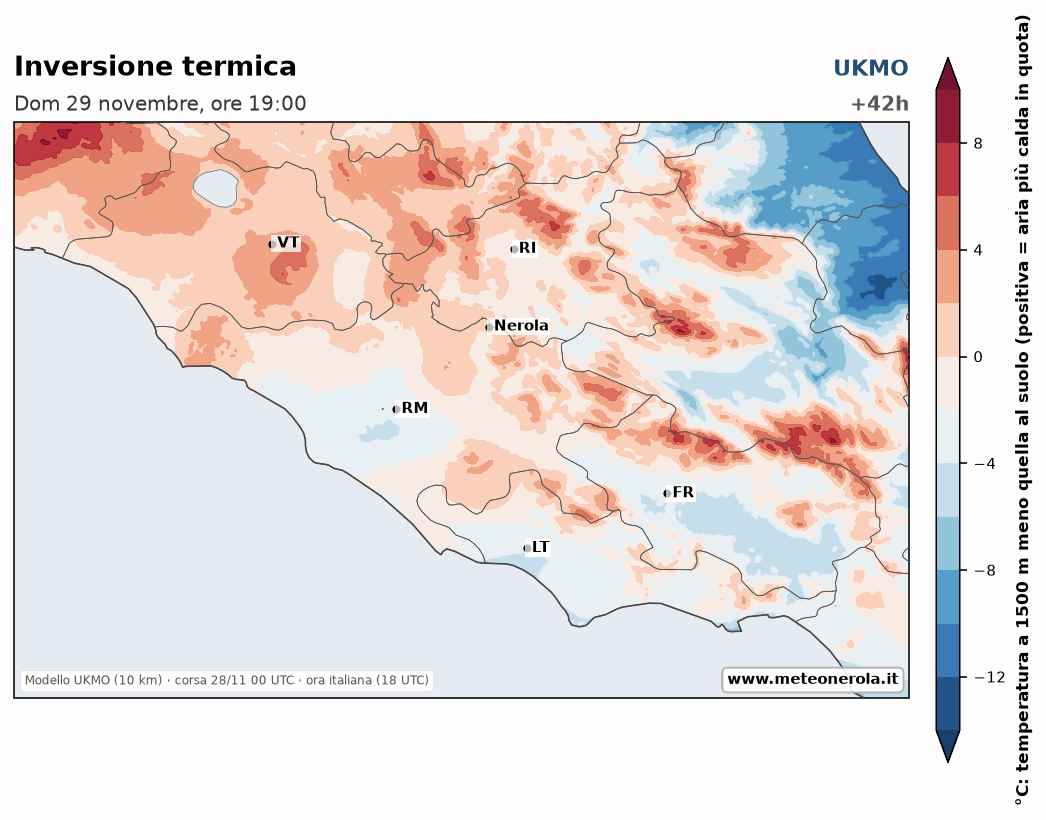 Inversione termica
UKMO
Dom 29 novembre, ore 19:00
+42h
VT
RI
Nerola
RM
FR
LT
Modello UKMO (10 km) · corsa 28/11 00 UTC · ora italiana (18 UTC)
www.meteonerola.it
8
4
0
−4
−8
−12
°C: temperatura a 1500 m meno quella al suolo (positiva = aria più calda in quota)